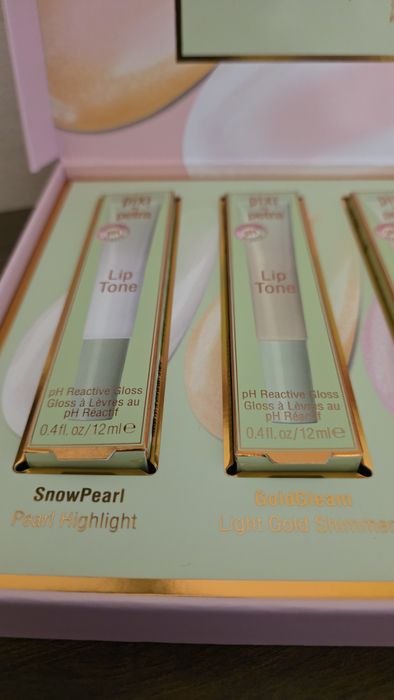 pixi
petra
Lip
Tone
pH Reactive Gloss
Gloss à Lèvres au
pH Réactif
0.4fl. oz/12ml℮
SnowPearl
Pearl Highlight
pixi
petra
Lip
Tone
pH Reactive Gloss
Gloss à Lèvres au
pH Réactif
0.4fl. oz/12ml℮
GoldGleam
Light Gold Shimmer